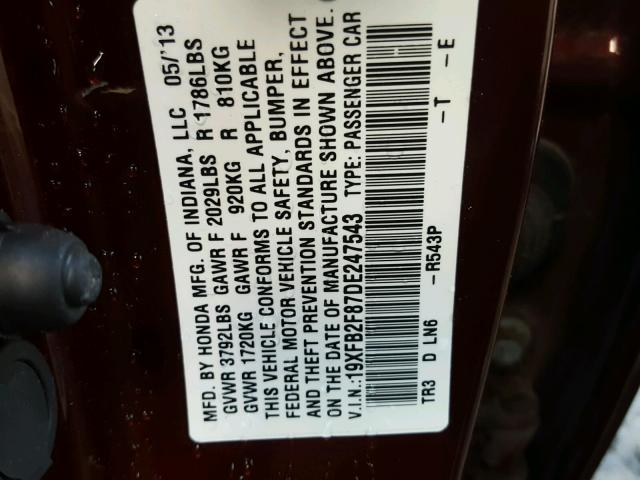 MFD. BY HONDA MFG. OF INDIANA, LLC 05/'13
GVWR 3792LBS GAWR F 2029LBS R 1786LBS
GVWR 1720KG GAWR F 920KG R 810KG
THIS VEHICLE CONFORMS TO ALL APPLICABLE
FEDERAL MOTOR VEHICLE SAFETY, BUMPER,
AND THEFT PREVENTION STANDARDS IN EFFECT
ON THE DATE OF MANUFACTURE SHOWN ABOVE.
V.I.N.:19XFB2F87DE247543 TYPE: PASSENGER CAR
TR3 D LN6 -R543P -T -E